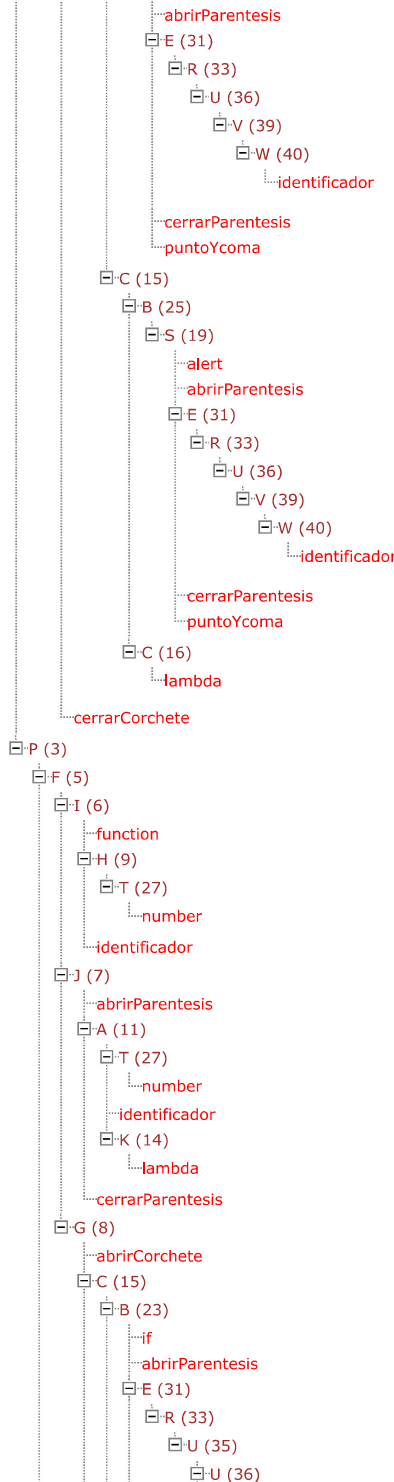 abrirParentesis
E (31)
R (33)
U (36)
V (39)
W (40)
identificador
cerrarParentesis
puntoYcoma
C (15)
B (25)
S (19)
alert
abrirParentesis
E (31)
R (33)
U (36)
V (39)
W (40)
identificador
cerrarParentesis
puntoYcoma
C (16)
lambda
cerrarCorchete
P (3)
F (5)
I (6)
function
H (9)
T (27)
number
identificador
J (7)
abrirParentesis
A (11)
T (27)
number
identificador
K (14)
lambda
cerrarParentesis
G (8)
abrirCorchete
C (15)
B (23)
if
abrirParentesis
E (31)
R (33)
U (35)
U (36)